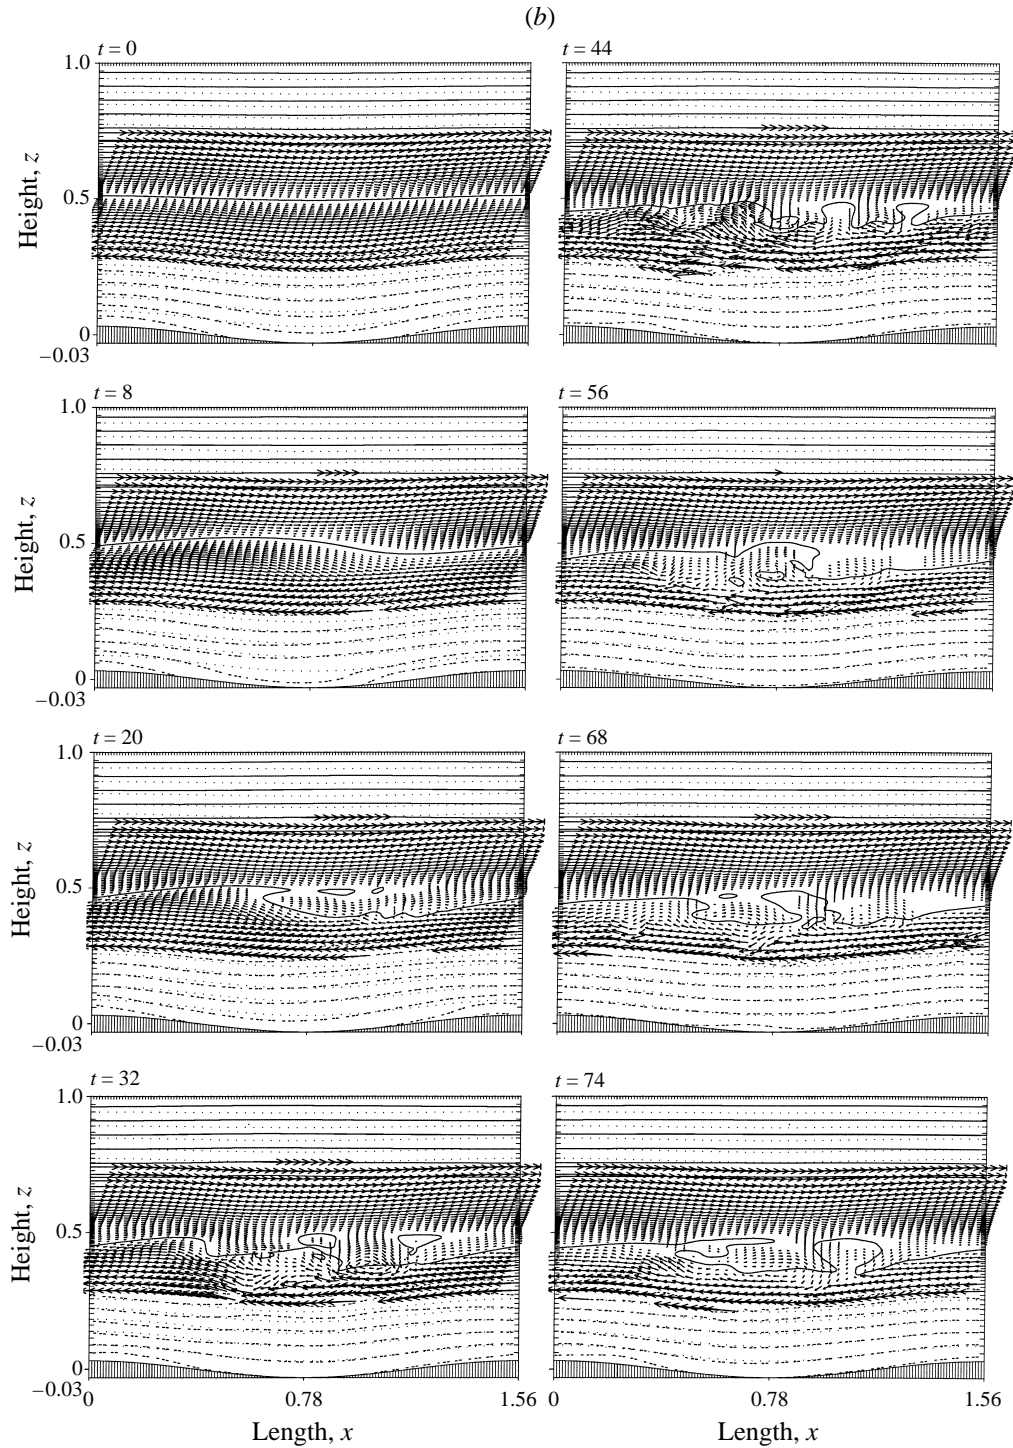 (b)
t = 0
t = 44
1.0
Height, z
0.5
0
−0.03
t = 8
t = 56
1.0
Height, z
0.5
0
−0.03
t = 20
t = 68
1.0
Height, z
0.5
0
−0.03
t = 32
t = 74
1.0
Height, z
0.5
0
−0.03
0 0.78 1.56 0 0.78 1.56
Length, x Length, x